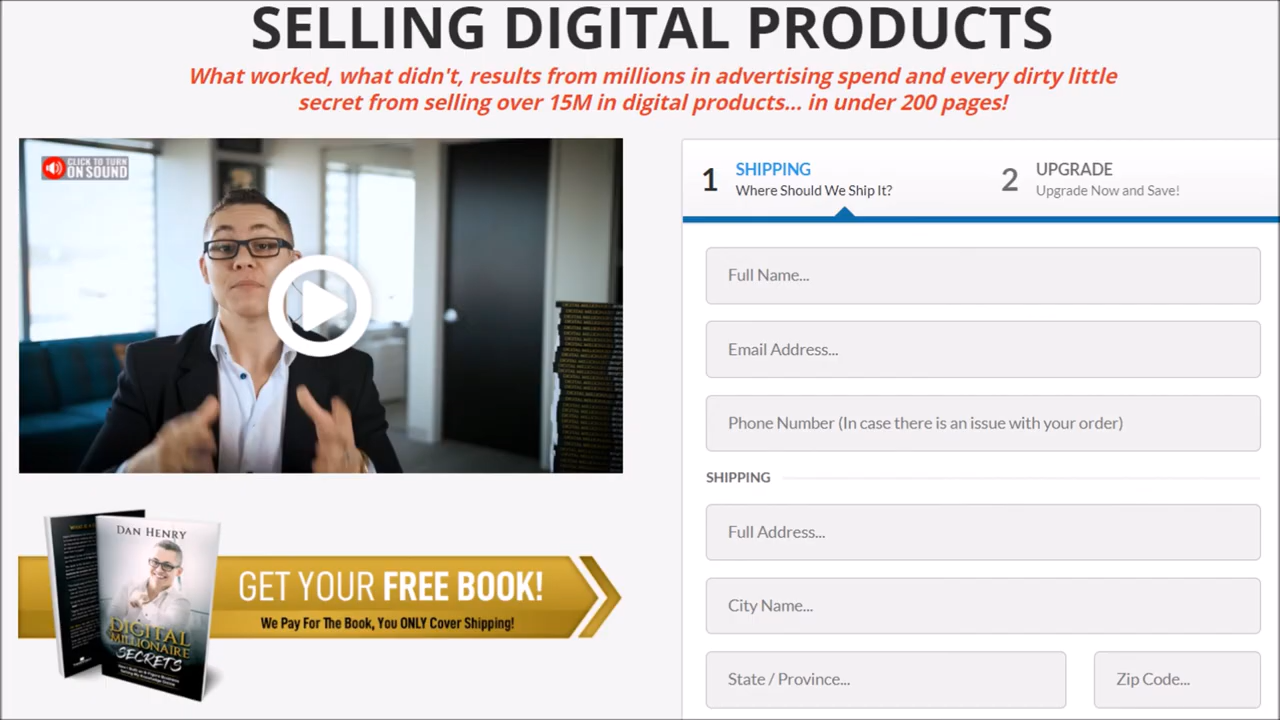 SELLING DIGITAL PRODUCTS
What worked, what didn't, results from millions in advertising spend and every dirty little
secret from selling over 15M in digital products... in under 200 pages!
CLICK TO TURN
ON SOUND
1 SHIPPING
Where Should We Ship It?
2 UPGRADE
Upgrade Now and Save!
Full Name...
Email Address...
Phone Number (In case there is an issue with your order)
SHIPPING
Full Address...
City Name...
State / Province...
Zip Code...
DAN HENRY
DIGITAL
MILLIONAIRE
SECRETS
GET YOUR FREE BOOK!
We Pay For The Book, You ONLY Cover Shipping!